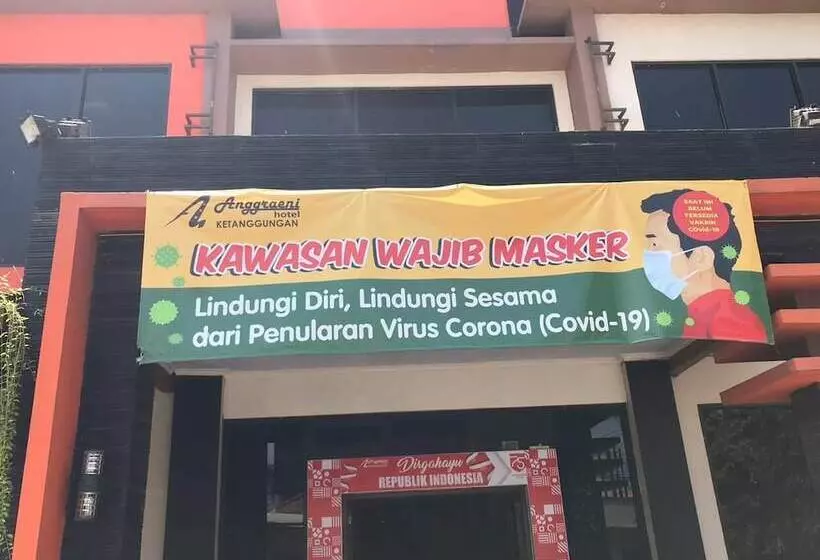 Anggraeni
hotel
KETANGGUNGAN
KAWASAN WAJIB MASKER
Lindungi Diri, Lindungi Sesama
dari Penularan Virus Corona (Covid-19)
SAAT INI
BELUM
TERSEDIA
VAKSIN
COvid-19
Dirgahayu
REPUBLIK INDONESIA